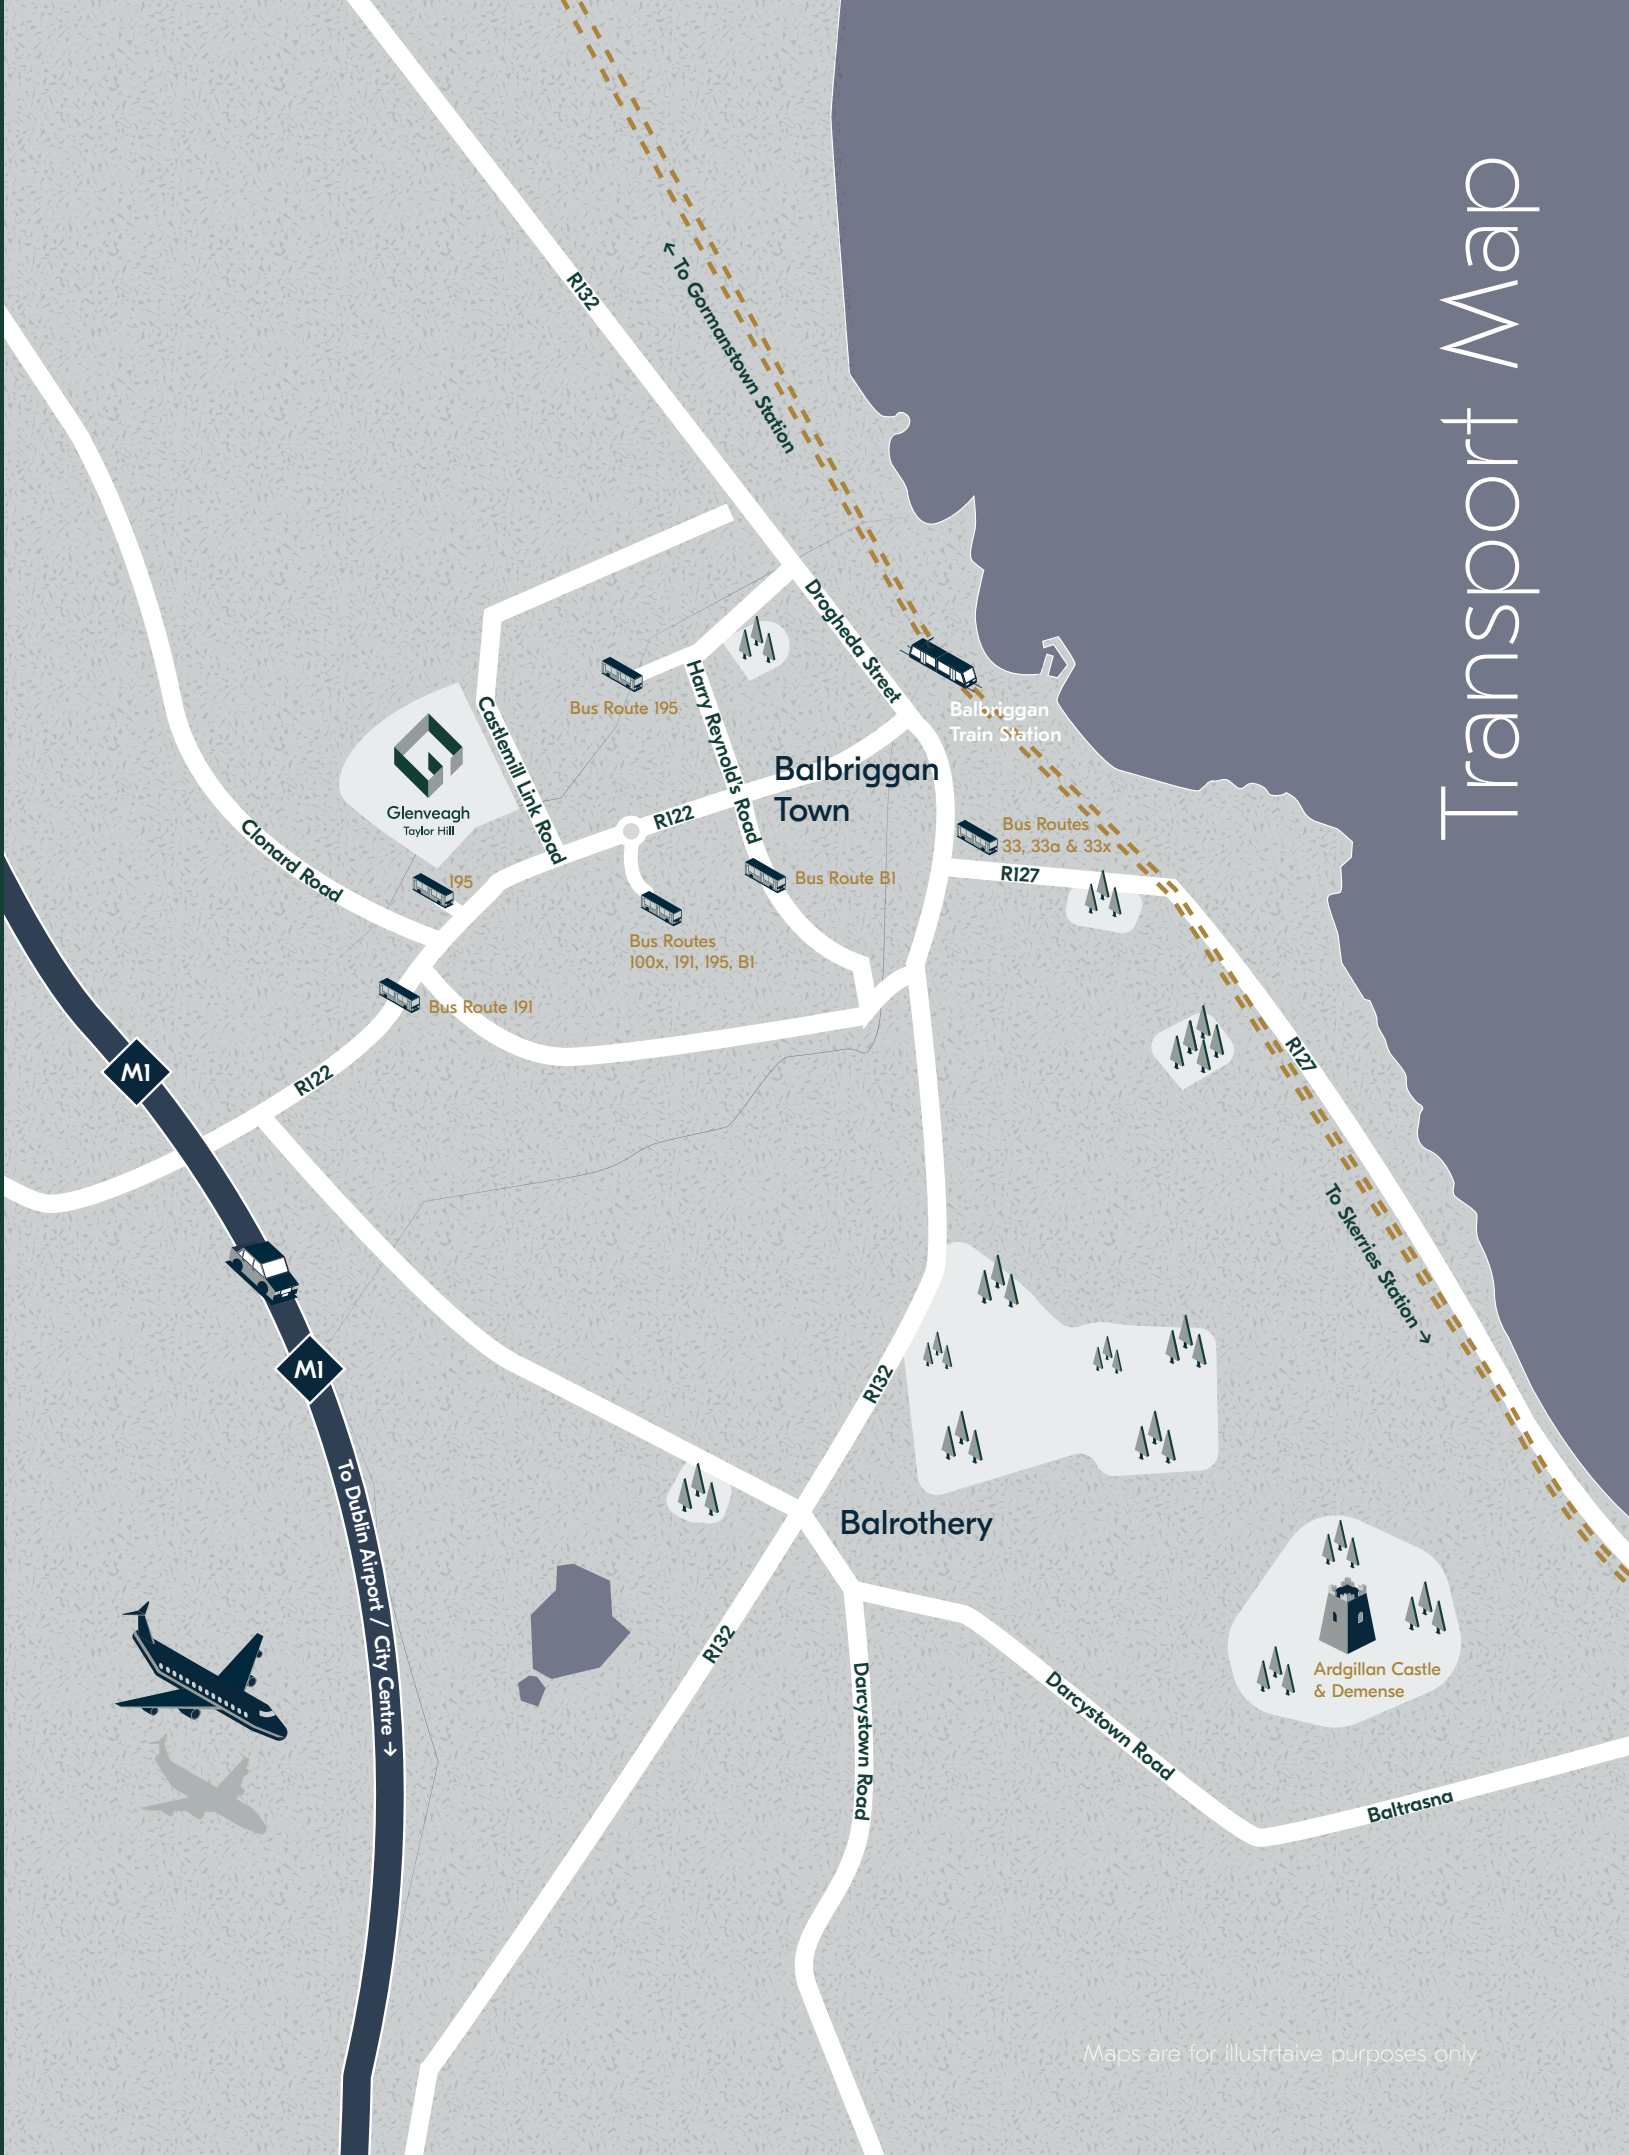 Transport Map
R132
← To Gormanstown Station
Drogheda Street
Balbriggan
Train Station
Bus Route 195
Harry Reynold's Road
Castlemill Link Road
Glenveagh
Taylor Hill
Balbriggan
Town
R122
Bus Routes
33, 33a & 33x
R127
Clonard Road
195
Bus Route B1
Bus Routes
100x, 191, 195, B1
Bus Route 191
M1
R122
R127
To Skerries Station →
M1
R132
To Dublin Airport / City Centre →
Balrothery
R132
Darcystown Road
Darcystown Road
Ardgillan Castle
& Demense
Baltrasna
Maps are for illustrfaive purposes only